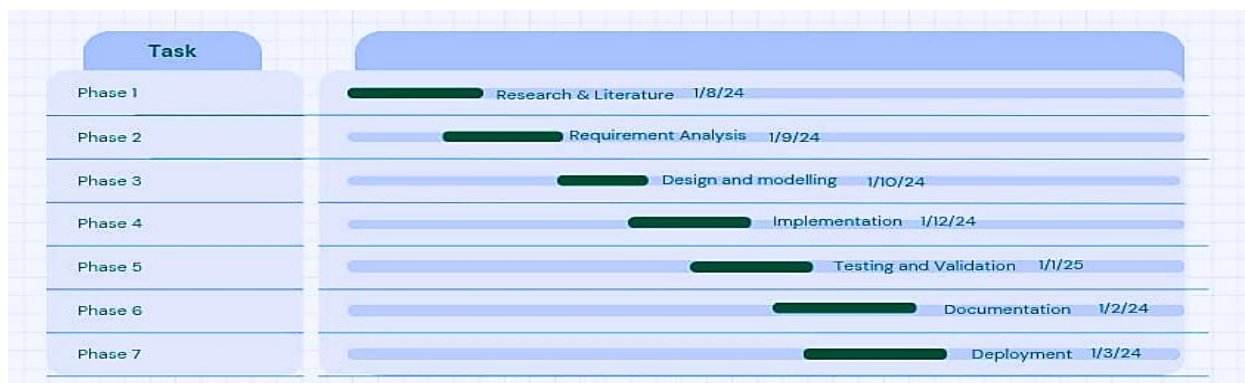 Task
Phase 1 Research & Literature 1/8/24
Phase 2 Requirement Analysis 1/9/24
Phase 3 Design and modelling 1/10/24
Phase 4 Implementation 1/12/24
Phase 5 Testing and Validation 1/1/25
Phase 6 Documentation 1/2/24
Phase 7 Deployment 1/3/24